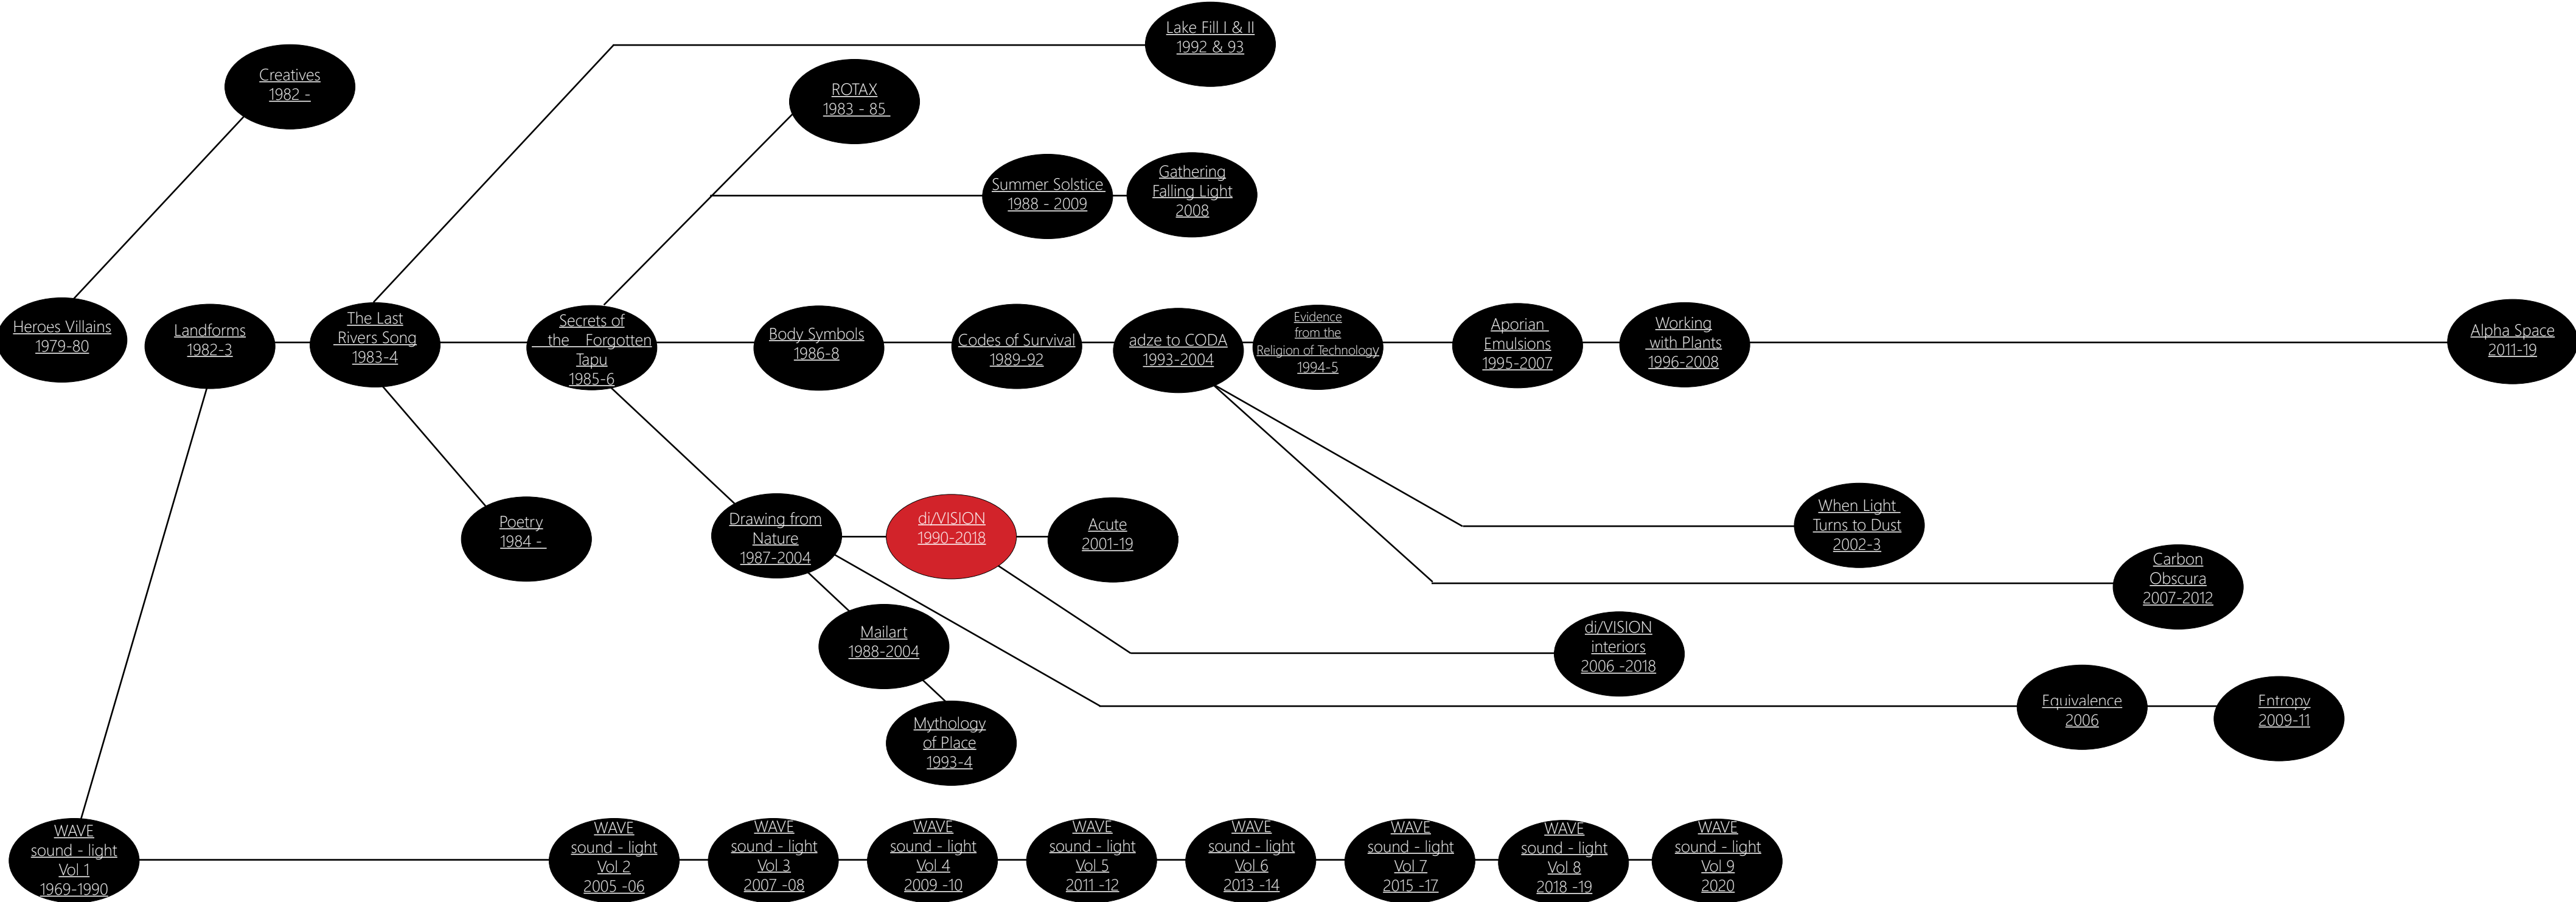 Lake Fill I & II
1992 & 93
Creatives
1982 -
ROTAX
1983 - 85
Summer Solstice
1988 - 2009
Gathering
Falling Light
2008
Heroes Villains
1979-80
Landforms
1982-3
The Last
Rivers Song
1983-4
Secrets of
the Forgotten
Tapu
1985-6
Body Symbols
1986-8
Codes of Survival
1989-92
adze to CODA
1993-2004
Evidence
from the
Religion of Technology
1994-5
Aporian
Emulsions
1995-2007
Working
with Plants
1996-2008
Alpha Space
2011-19
Poetry
1984 -
Drawing from
Nature
1987-2004
di/VISION
1990-2018
Acute
2001-19
When Light
Turns to Dust
2002-3
Carbon
Obscura
2007-2012
Mailart
1988-2004
di/VISION
interiors
2006 -2018
Mythology
of Place
1993-4
Equivalence
2006
Entropy
2009-11
WAVE
sound - light
Vol 1
1969-1990
WAVE
sound - light
Vol 2
2005 -06
WAVE
sound - light
Vol 3
2007 -08
WAVE
sound - light
Vol 4
2009 -10
WAVE
sound - light
Vol 5
2011 -12
WAVE
sound - light
Vol 6
2013 -14
WAVE
sound - light
Vol 7
2015 -17
WAVE
sound - light
Vol 8
2018 -19
WAVE
sound - light
Vol 9
2020